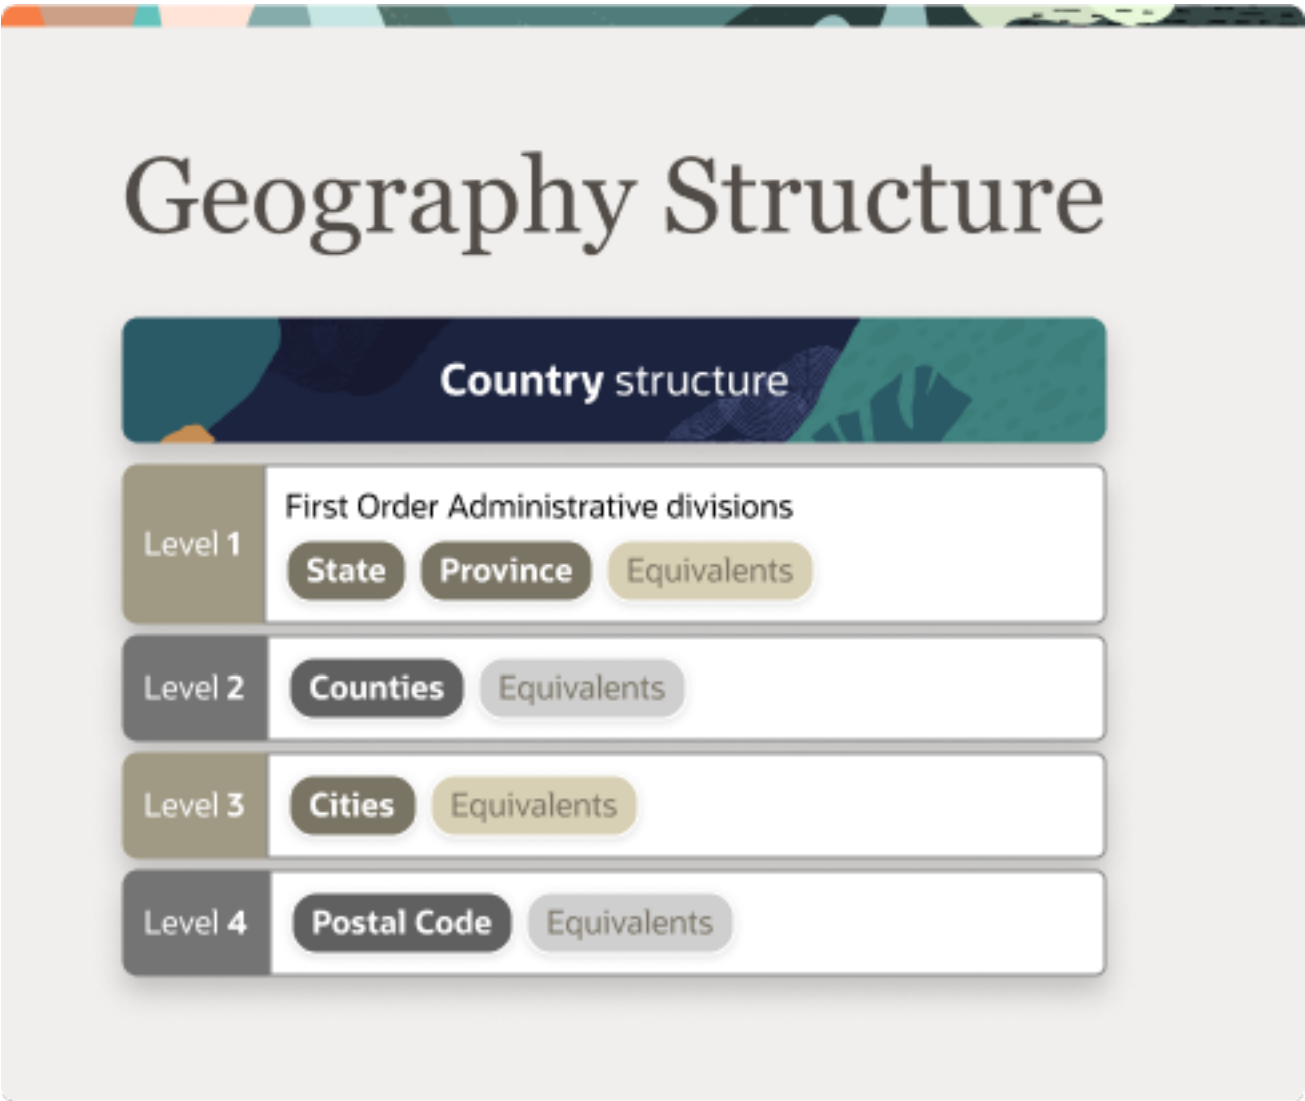 Geography Structure
Country structure
Level 1
First Order Administrative divisions
State Province Equivalents
Level 2
Counties Equivalents
Level 3
Cities Equivalents
Level 4
Postal Code Equivalents